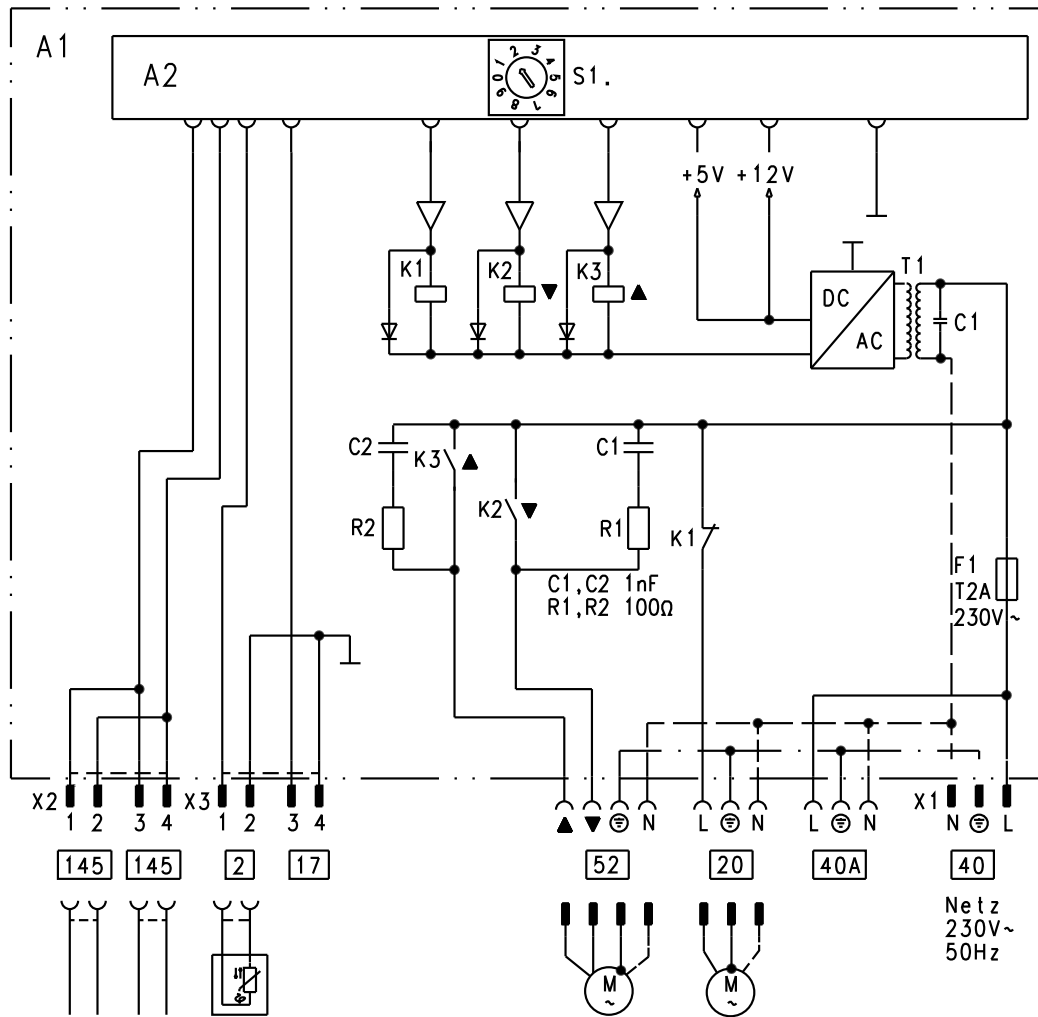 A1
A2
0 1 2 3 4 5 6 7 8 9
S1.
+5V +12V
K1 K2 ▼ K3 ▲
DC
AC
T1
C1
C2 K3 ▲ C1
R2 K2 ▼ R1 K1
C1,C2 1nF
R1,R2 100Ω
F1
T2A
230V~
X2 X3 X1
1 2 3 4 1 2 3 4 ▲ ▼ N L N L N N L
145 145 2 17 52 20 40A 40
Netz
230V~
50Hz
M
~
M
~